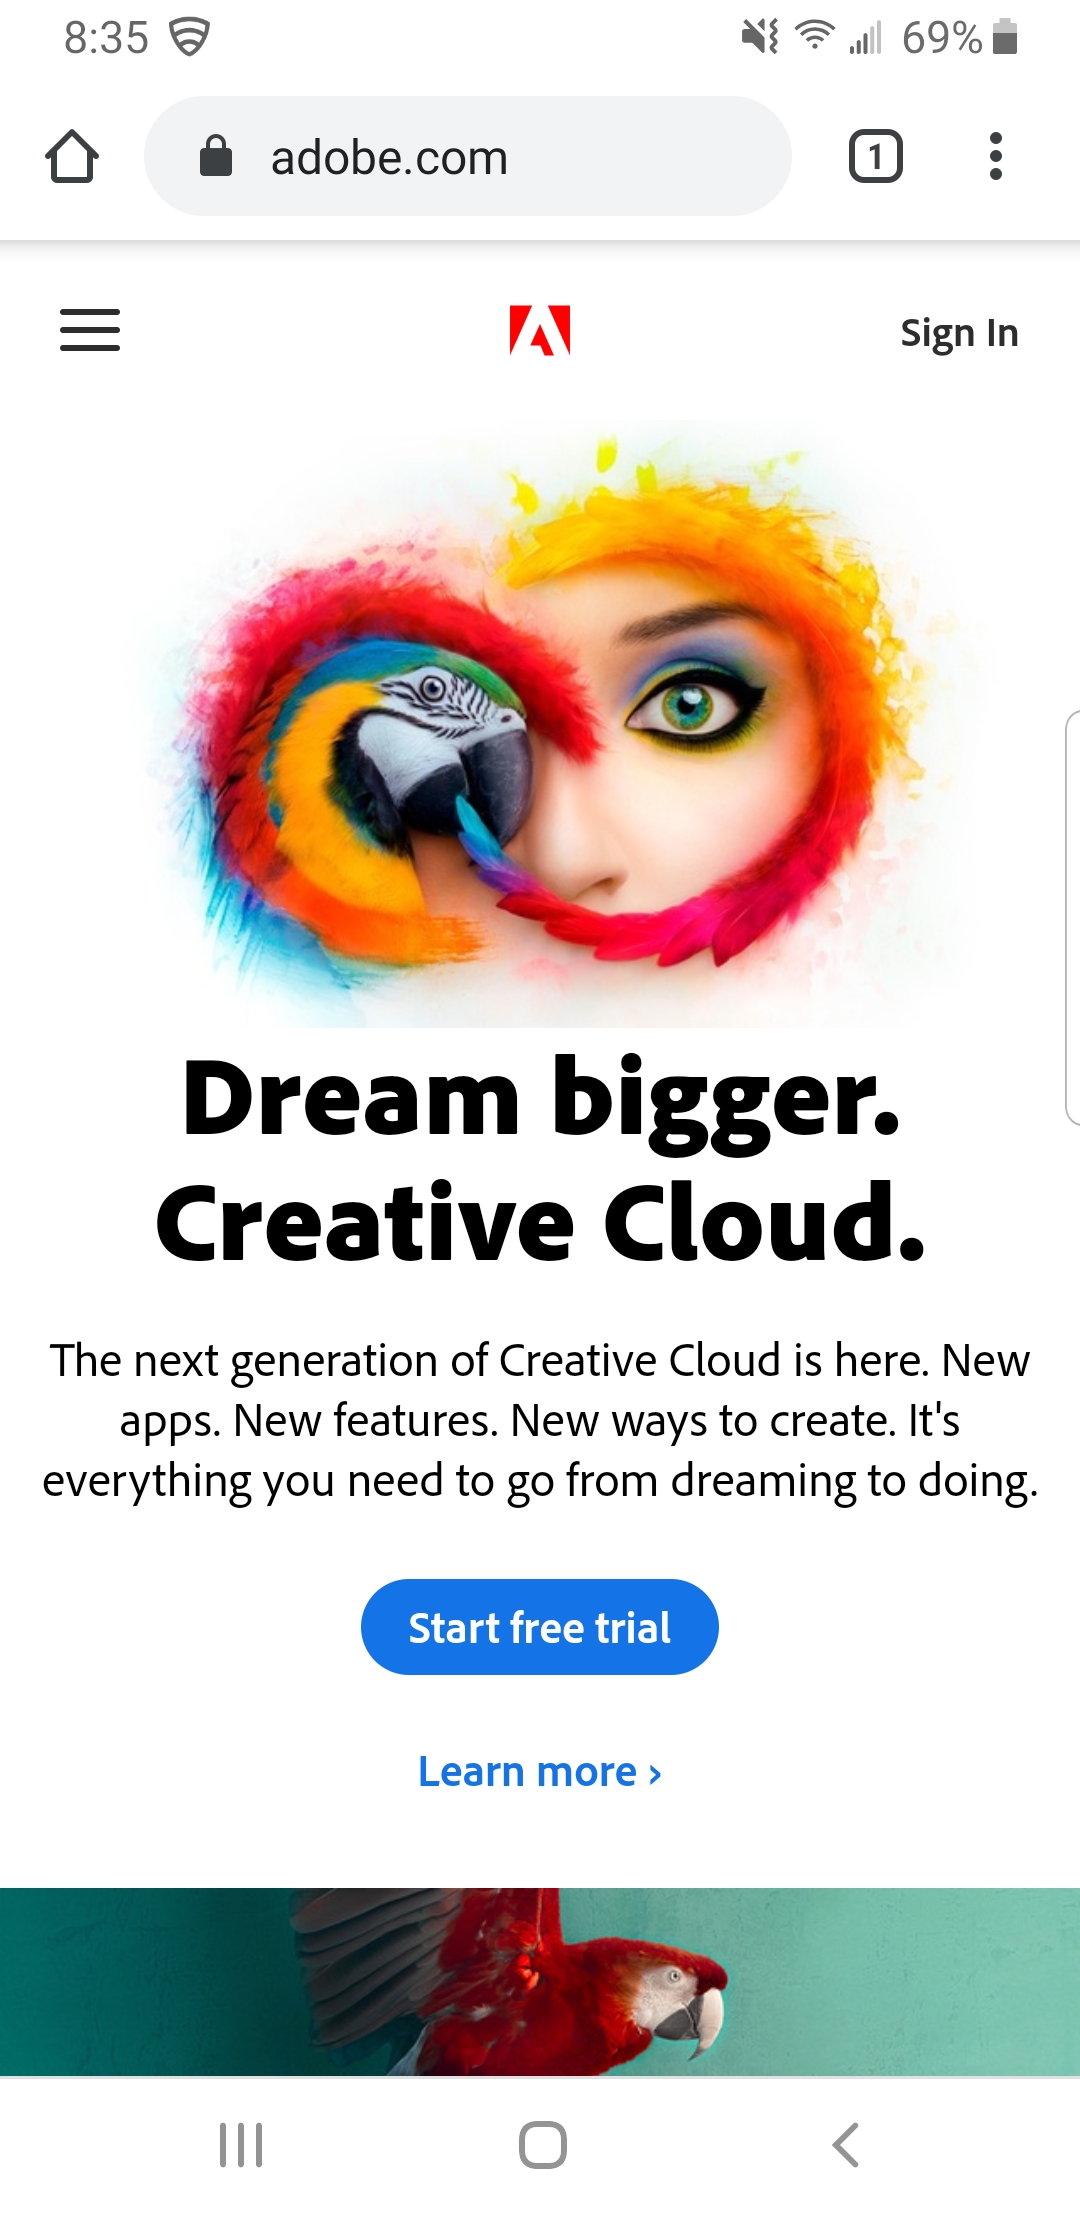 8:35 69%
adobe.com 1
Sign In
Dream bigger.
Creative Cloud.
The next generation of Creative Cloud is here. New
apps. New features. New ways to create. It's
everything you need to go from dreaming to doing.
Start free trial
Learn more ›